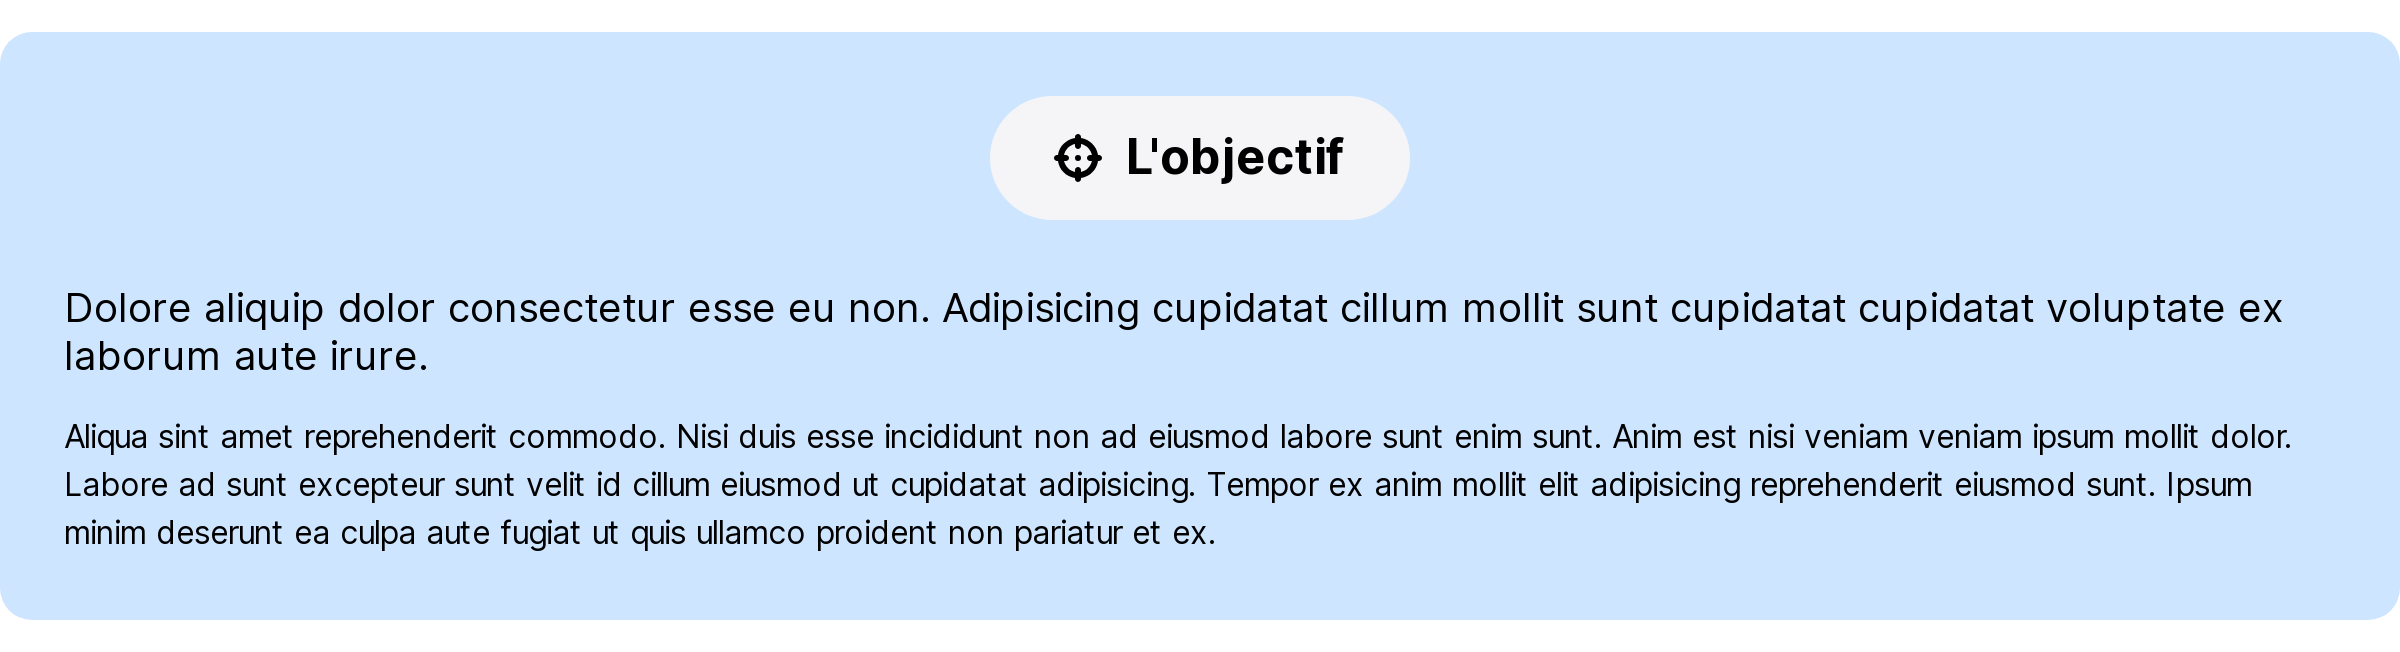 L'objectif
Dolore aliquip dolor consectetur esse eu non. Adipisicing cupidatat cillum mollit sunt cupidatat cupidatat voluptate ex
laborum aute irure.
Aliqua sint amet reprehenderit commodo. Nisi duis esse incididunt non ad eiusmod labore sunt enim sunt. Anim est nisi veniam veniam ipsum mollit dolor.
Labore ad sunt excepteur sunt velit id cillum eiusmod ut cupidatat adipisicing. Tempor ex anim mollit elit adipisicing reprehenderit eiusmod sunt. Ipsum
minim deserunt ea culpa aute fugiat ut quis ullamco proident non pariatur et ex.